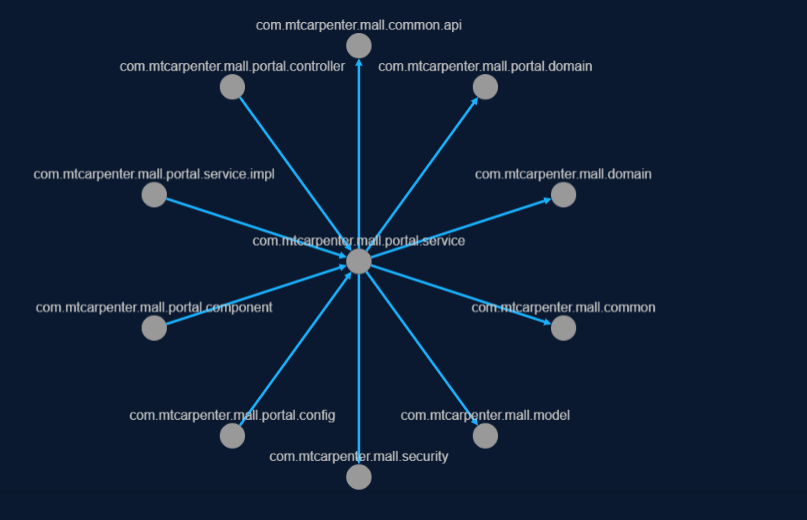 com.mtcarpenter.mall.common.api
com.mtcarpenter.mall.portal.controller
com.mtcarpenter.mall.portal.domain
com.mtcarpenter.mall.portal.service.impl
com.mtcarpenter.mall.domain
com.mtcarpenter.mall.portal.service
com.mtcarpenter.mall.portal.component
com.mtcarpenter.mall.common
com.mtcarpenter.mall.portal.config
com.mtcarpenter.mall.model
com.mtcarpenter.mall.security